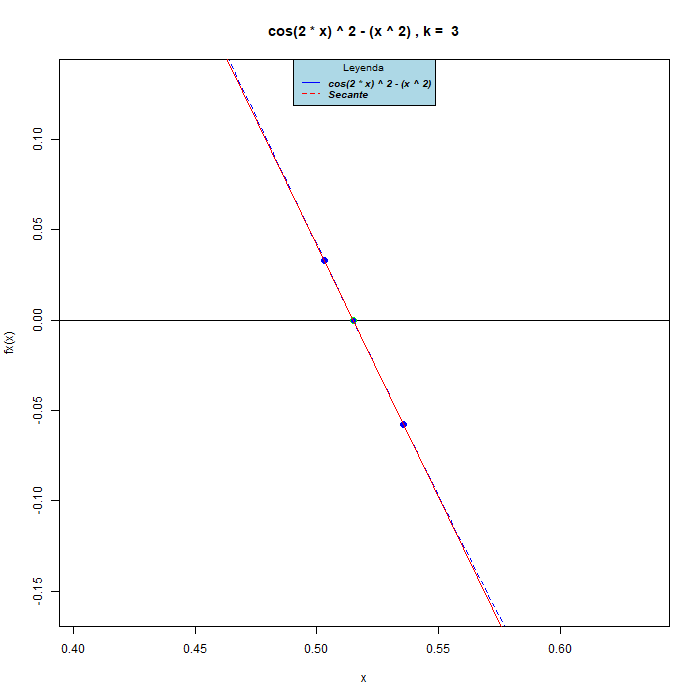 cos(2 * x) ^ 2 - (x ^ 2) , k =  3
Leyenda
cos(2 * x) ^ 2 - (x ^ 2)
Secante
fx(x)
0.10
0.05
0.00
-0.05
-0.10
-0.15
0.40 0.45 0.50 0.55 0.60
x